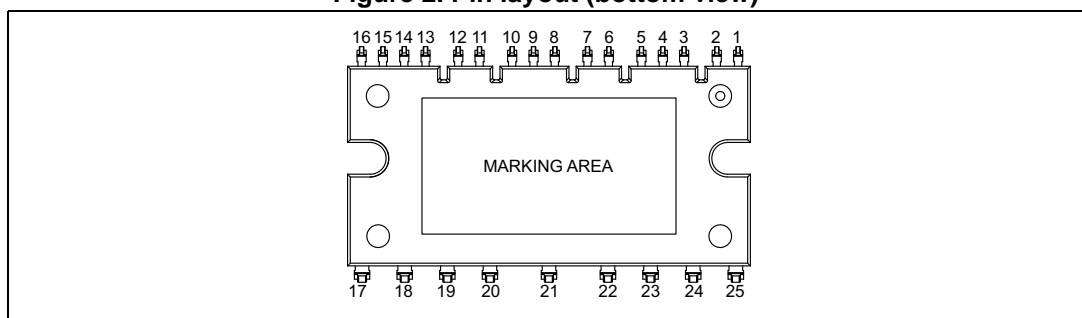 Figure 2. Pin layout (bottom view)
16 15 14 13 12 11 10 9 8 7 6 5 4 3 2 1
MARKING AREA
17 18 19 20 21 22 23 24 25